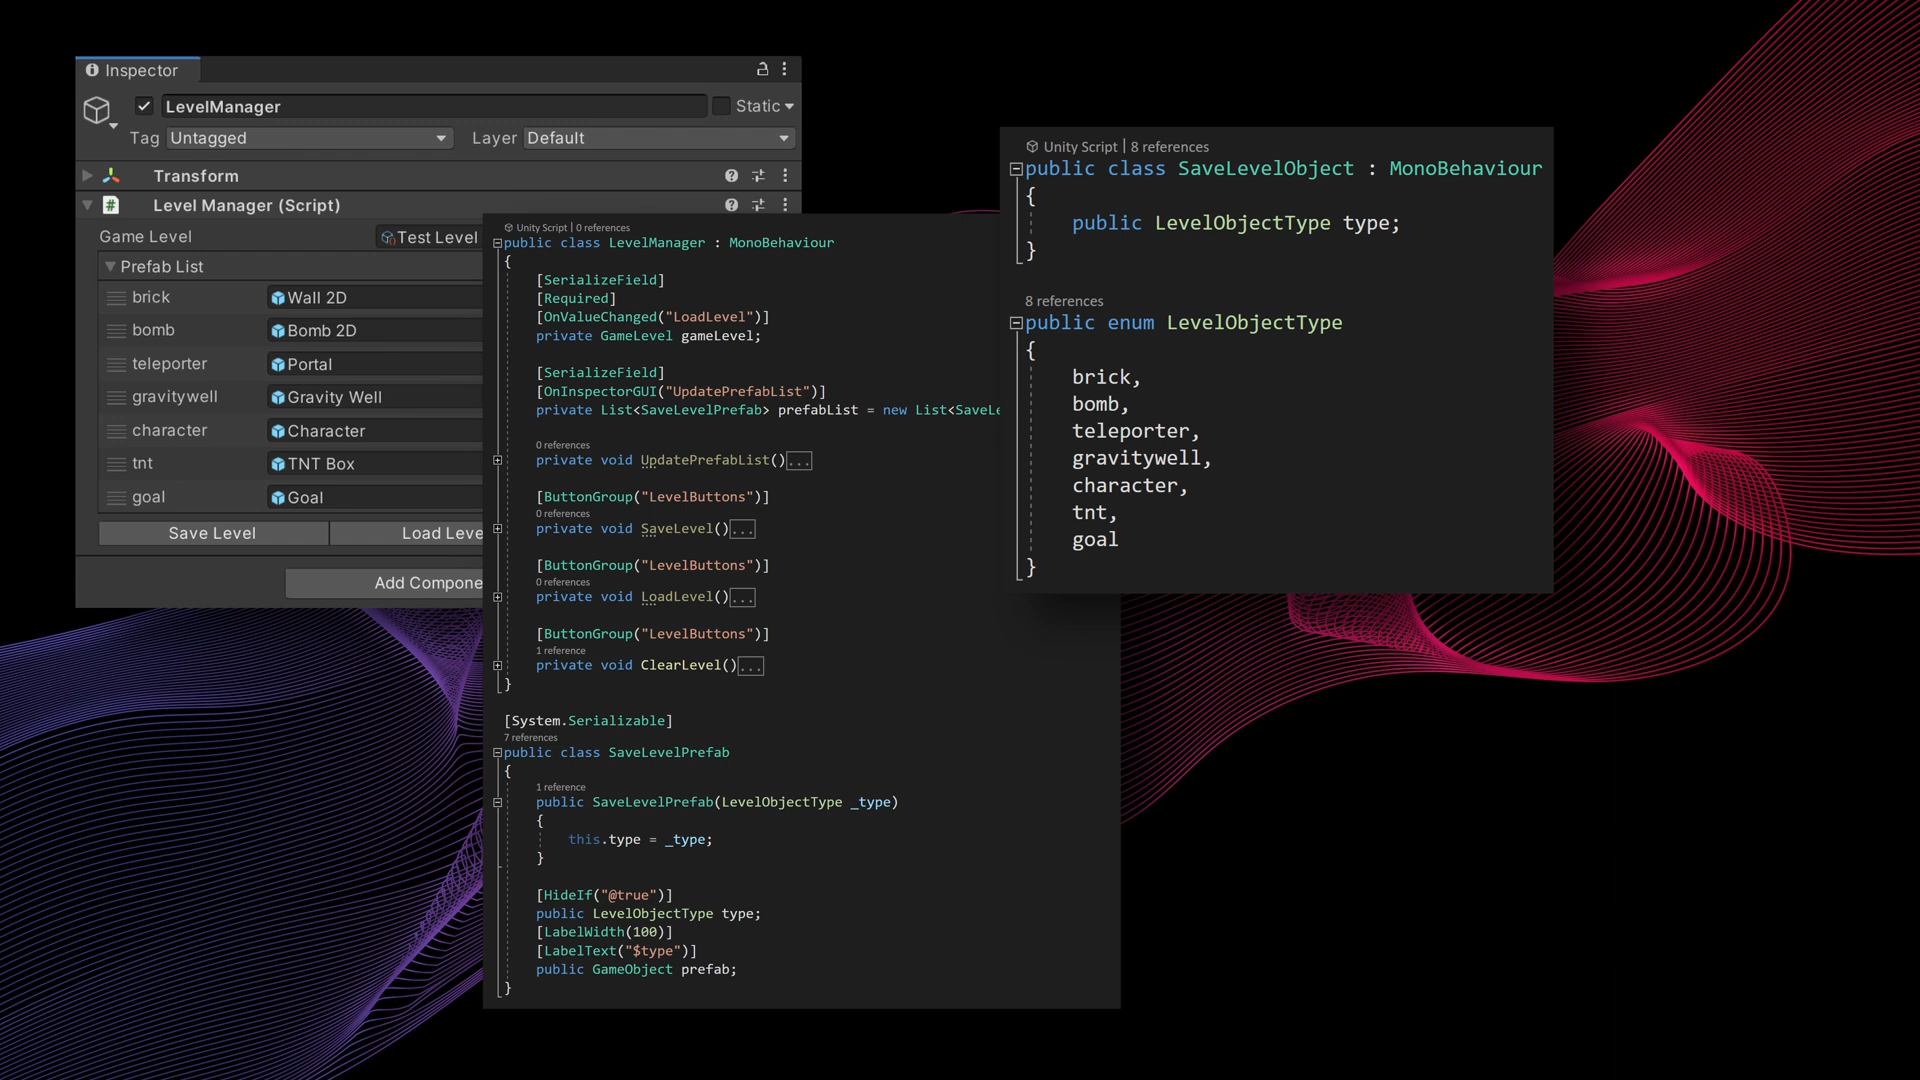 Inspector
LevelManager
Static
Tag Untagged Layer Default
Transform
# Level Manager (Script)
Game Level Test Level
Prefab List
brick Wall 2D
bomb Bomb 2D
teleporter Portal
gravitywell Gravity Well
character Character
tnt TNT Box
goal Goal
Save Level Load Leve
Add Compone
Unity Script | 0 references
public class LevelManager : MonoBehaviour
{
[SerializeField]
[Required]
[OnValueChanged("LoadLevel")]
private GameLevel gameLevel;
[SerializeField]
[OnInspectorGUI("UpdatePrefabList")]
private List<SaveLevelPrefab> prefabList = new List<SaveLe
0 references
private void UpdatePrefabList()...
[ButtonGroup("LevelButtons")]
0 references
private void SaveLevel()...
[ButtonGroup("LevelButtons")]
0 references
private void LoadLevel()...
[ButtonGroup("LevelButtons")]
1 reference
private void ClearLevel()...
}
[System.Serializable]
7 references
public class SaveLevelPrefab
{
1 reference
public SaveLevelPrefab(LevelObjectType _type)
{
this.type = _type;
}
[HideIf("@true")]
public LevelObjectType type;
[LabelWidth(100)]
[LabelText("$type")]
public GameObject prefab;
}
Unity Script | 8 references
public class SaveLevelObject : MonoBehaviour
{
public LevelObjectType type;
}
8 references
public enum LevelObjectType
{
brick,
bomb,
teleporter,
gravitywell,
character,
tnt,
goal
}